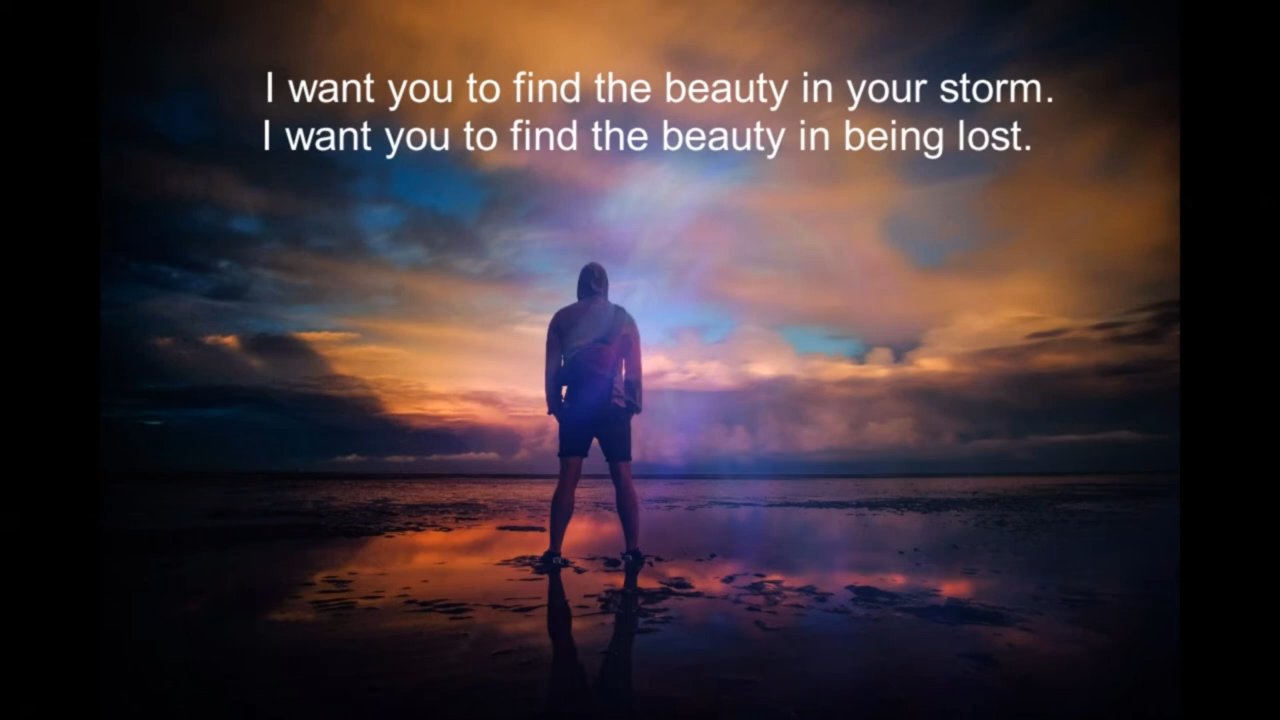 I want you to find the beauty in your storm.
I want you to find the beauty in being lost.